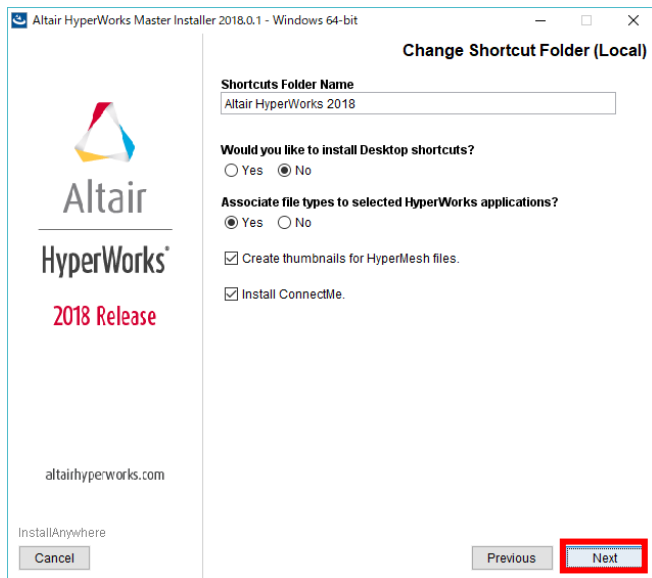 Altair HyperWorks Master Installer 2018.0.1 - Windows 64-bit
Change Shortcut Folder (Local)
Shortcuts Folder Name
Altair HyperWorks 2018
Would you like to install Desktop shortcuts?
Yes No
Associate file types to selected HyperWorks applications?
Yes No
Create thumbnails for HyperMesh files.
Install ConnectMe.
Altair
HyperWorks®
2018 Release
altairhyperworks.com
InstallAnywhere
Cancel Previous Next